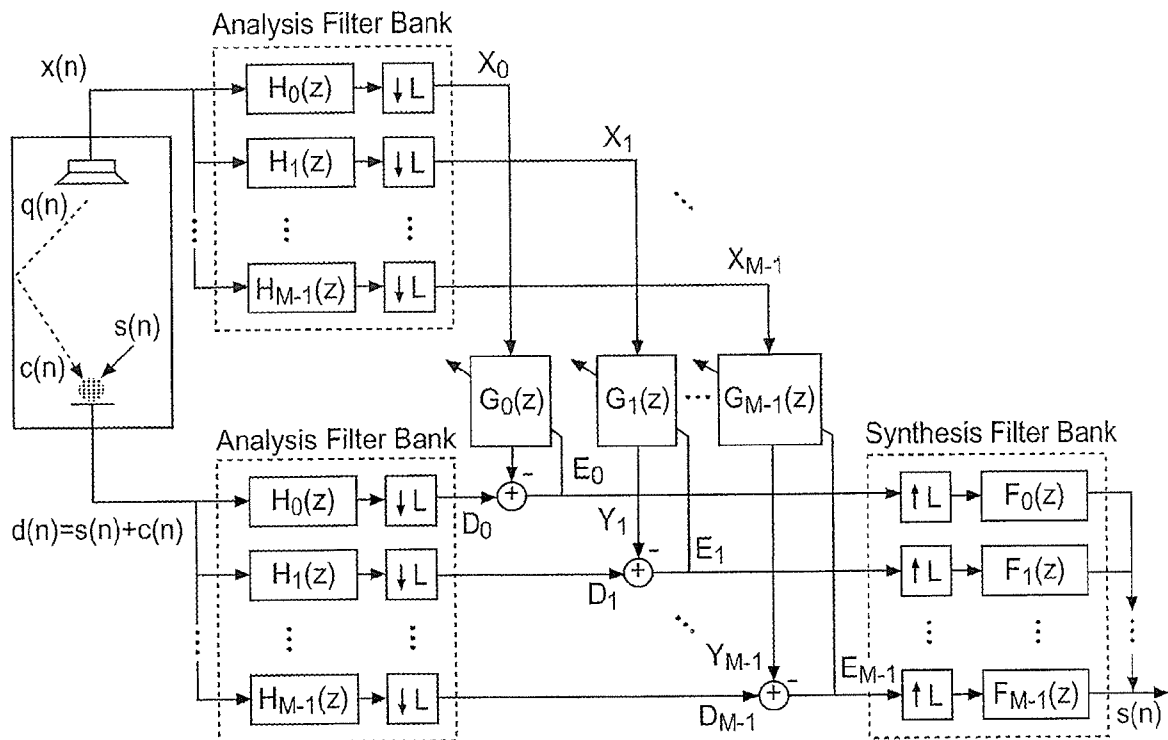 Analysis Filter Bank
x(n)
H0(z) ↓L X0
H1(z) ↓L X1
q(n)
⋮ ⋮ ⋮ ⋱
HM-1(z) ↓L XM-1
s(n)
c(n)
G0(z) G1(z) ⋯ GM-1(z)
Analysis Filter Bank
Synthesis Filter Bank
H0(z) ↓L D0 + - E0 ↑L F0(z)
d(n)=s(n)+c(n)
Y1
H1(z) ↓L D1 + - E1 ↑L F1(z)
⋮ ⋮ ⋮ ⋱ ⋮ ⋮ ⋮
YM-1
HM-1(z) ↓L DM-1 + - EM-1 ↑L FM-1(z) s(n)